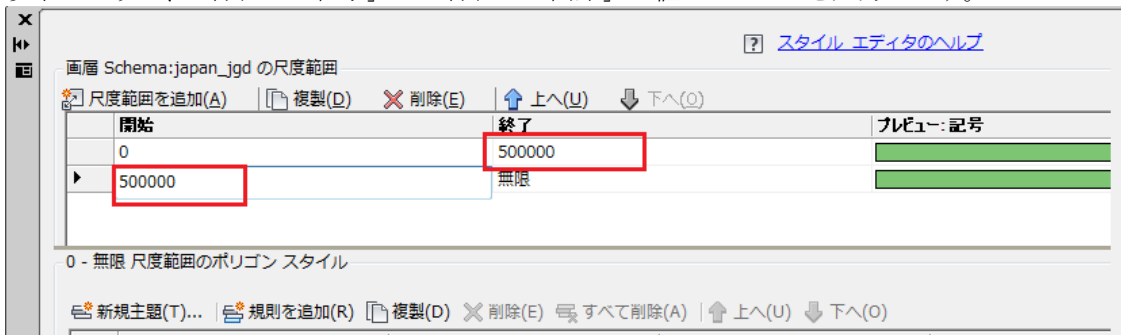 スタイル エディタのヘルプ
画層 Schema:japan_jgd の尺度範囲
尺度範囲を追加(A) 複製(D) 削除(E) 上へ(U) 下へ(O)
開始 終了 プレビュー: 記号
0 500000
500000 無限
0 - 無限 尺度範囲のポリゴン スタイル
新規主題(T)... 規則を追加(R) 複製(D) 削除(E) すべて削除(A) 上へ(U) 下へ(O)